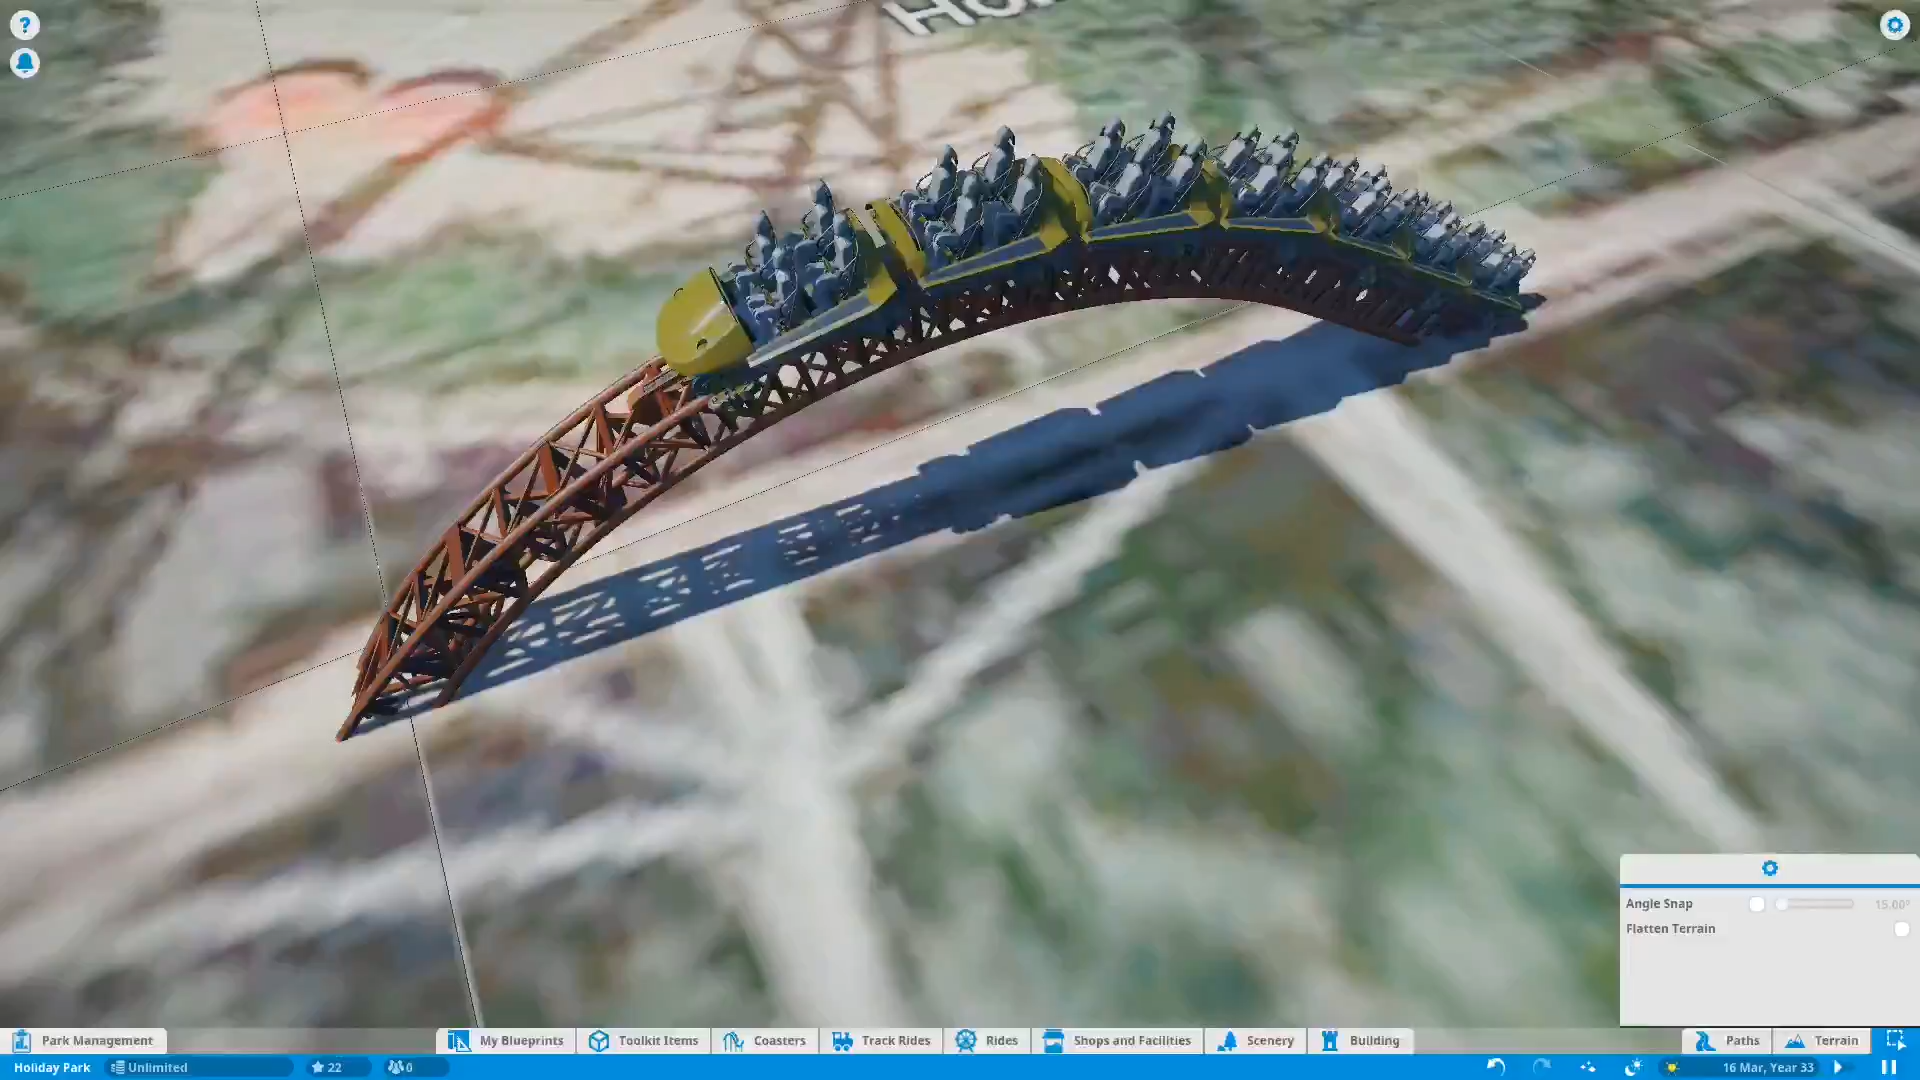 ?
Angle Snap 15.00°
Flatten Terrain
Park Management
My Blueprints
Toolkit Items
Coasters
Track Rides
Rides
Shops and Facilities
Scenery
Building
Paths
Terrain
Holiday Park
Unlimited
22
0
16 Mar, Year 33